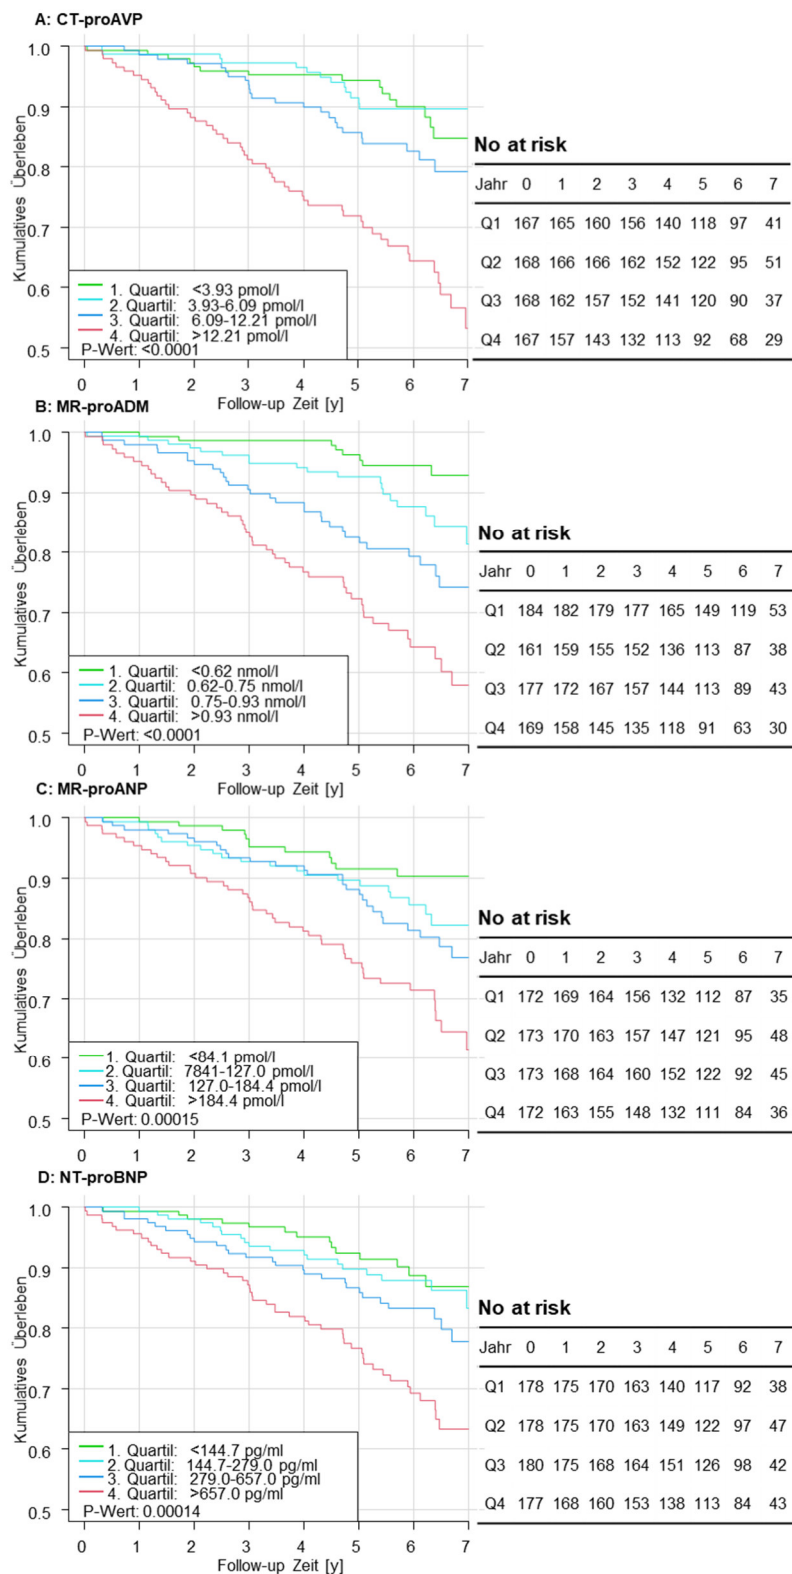 A: CT-proAVP
Kumulatives Überleben
1.0
0.9
0.8
0.7
0.6
0.5
1. Quartil: <3.93 pmol/l
2. Quartil: 3.93-6.09 pmol/l
3. Quartil: 6.09-12.21 pmol/l
4. Quartil: >12.21 pmol/l
P-Wert: <0.0001
0 1 2 3 4 5 6 7
Follow-up Zeit [y]
No at risk
Jahr 0 1 2 3 4 5 6 7
Q1 167 165 160 156 140 118 97 41
Q2 168 166 166 162 152 122 95 51
Q3 168 162 157 152 141 120 90 37
Q4 167 157 143 132 113 92 68 29
B: MR-proADM
Kumulatives Überleben
1.0
0.9
0.8
0.7
0.6
0.5
1. Quartil: <0.62 nmol/l
2. Quartil: 0.62-0.75 nmol/l
3. Quartil: 0.75-0.93 nmol/l
4. Quartil: >0.93 nmol/l
P-Wert: <0.0001
0 1 2 3 4 5 6 7
Follow-up Zeit [y]
No at risk
Jahr 0 1 2 3 4 5 6 7
Q1 184 182 179 177 165 149 119 53
Q2 161 159 155 152 136 113 87 38
Q3 177 172 167 157 144 113 89 43
Q4 169 158 145 135 118 91 63 30
C: MR-proANP
Kumulatives Überleben
1.0
0.9
0.8
0.7
0.6
0.5
1. Quartil: <84.1 pmol/l
2. Quartil: 7841-127.0 pmol/l
3. Quartil: 127.0-184.4 pmol/l
4. Quartil: >184.4 pmol/l
P-Wert: 0.00015
0 1 2 3 4 5 6 7
Follow-up Zeit [y]
No at risk
Jahr 0 1 2 3 4 5 6 7
Q1 172 169 164 156 132 112 87 35
Q2 173 170 163 157 147 121 95 48
Q3 173 168 164 160 152 122 92 45
Q4 172 163 155 148 132 111 84 36
D: NT-proBNP
Kumulatives Überleben
1.0
0.9
0.8
0.7
0.6
0.5
1. Quartil: <144.7 pg/ml
2. Quartil: 144.7-279.0 pg/ml
3. Quartil: 279.0-657.0 pg/ml
4. Quartil: >657.0 pg/ml
P-Wert: 0.00014
0 1 2 3 4 5 6 7
Follow-up Zeit [y]
No at risk
Jahr 0 1 2 3 4 5 6 7
Q1 178 175 170 163 140 117 92 38
Q2 178 175 170 163 149 122 97 47
Q3 180 175 168 164 151 126 98 42
Q4 177 168 160 153 138 113 84 43